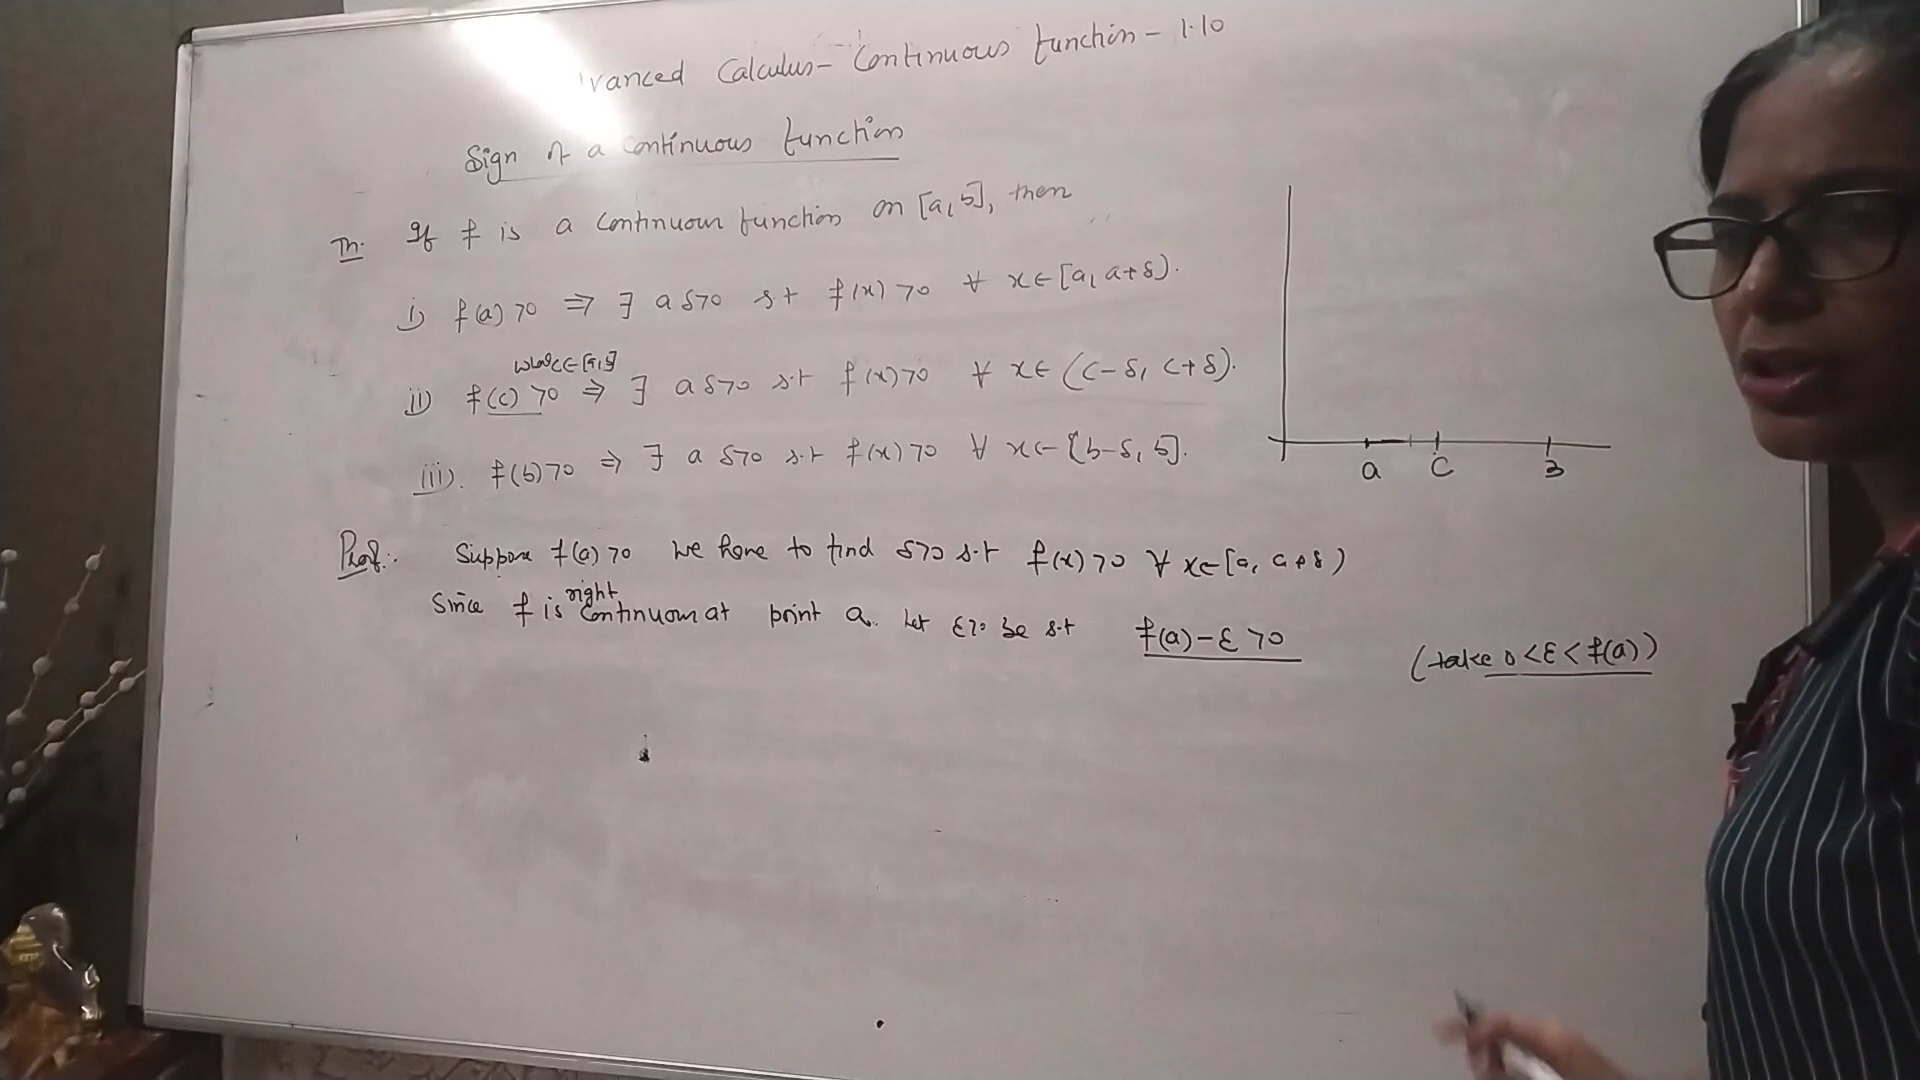 vanced Calculus- Continuous function - 1.10
Sign of a Continuous function
Th. If f is a continuous function on [a, b], then
i) f(a) >0 ⇒ ∃ a δ>0 s t f(x) >0 ∀ x∈[a, a+δ).
where c∈[a,b]
ii) f(c) >0 ⇒ ∃ a δ>0 s.t f(x)>0 ∀ x∈ (c-δ, c+δ).
iii). f(b)>0 ⇒ ∃ a δ>0 s.t f(x)>0 ∀ x∈[b-δ, b].
a c b
Proof:. Suppose f(a) >0 We have to find δ>0 s.t f(x) >0 ∀ x∈[a, a+δ)
right
Since f is continuous at point a. Let ε>0 be s.t f(a)-ε >0 (take 0<ε< f(a))